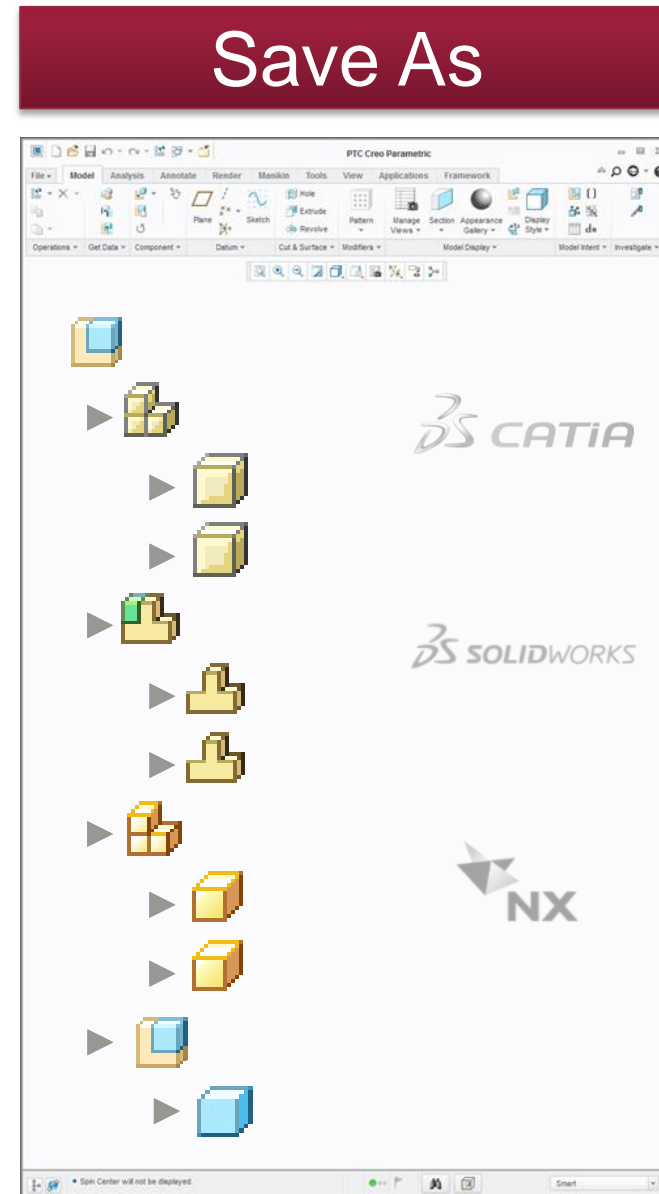 Save As
PTC Creo Parametric
File Model Analysis Annotate Render Manikin Tools View Applications Framework
Hole
Extrude
Revolve
Plane Sketch Pattern Manage Views Section Appearance Gallery Display Style
Operations Get Data Component Datum Cut & Surface Modifiers Model Display Model Intent Investigate
CATIA
SOLIDWORKS
NX
Spin Center will not be displayed.
Smart